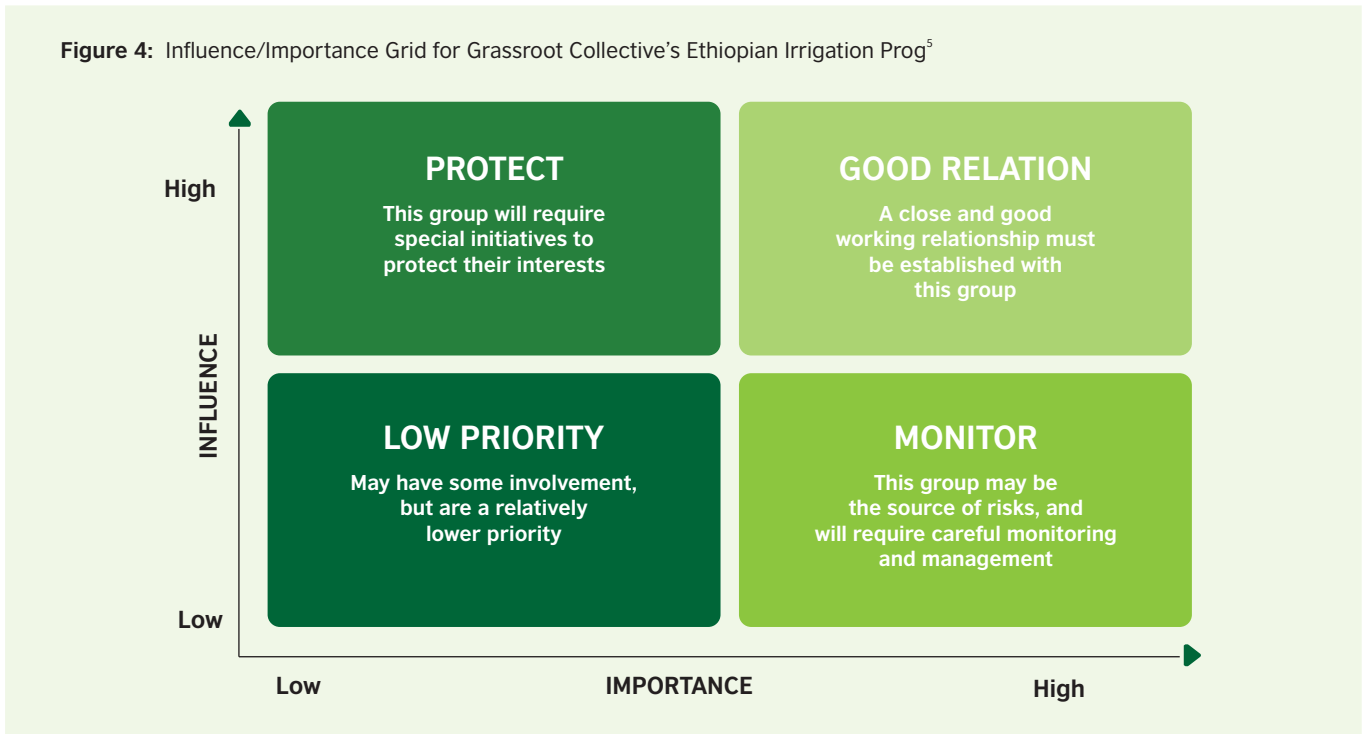 Figure 4: Influence/Importance Grid for Grassroot Collective's Ethiopian Irrigation Prog5
High
PROTECT
This group will require
special initiatives to
protect their interests
GOOD RELATION
A close and good
working relationship must
be established with
this group
INFLUENCE
LOW PRIORITY
May have some involvement,
but are a relatively
lower priority
MONITOR
This group may be
the source of risks, and
will require careful monitoring
and management
Low
Low
IMPORTANCE
High